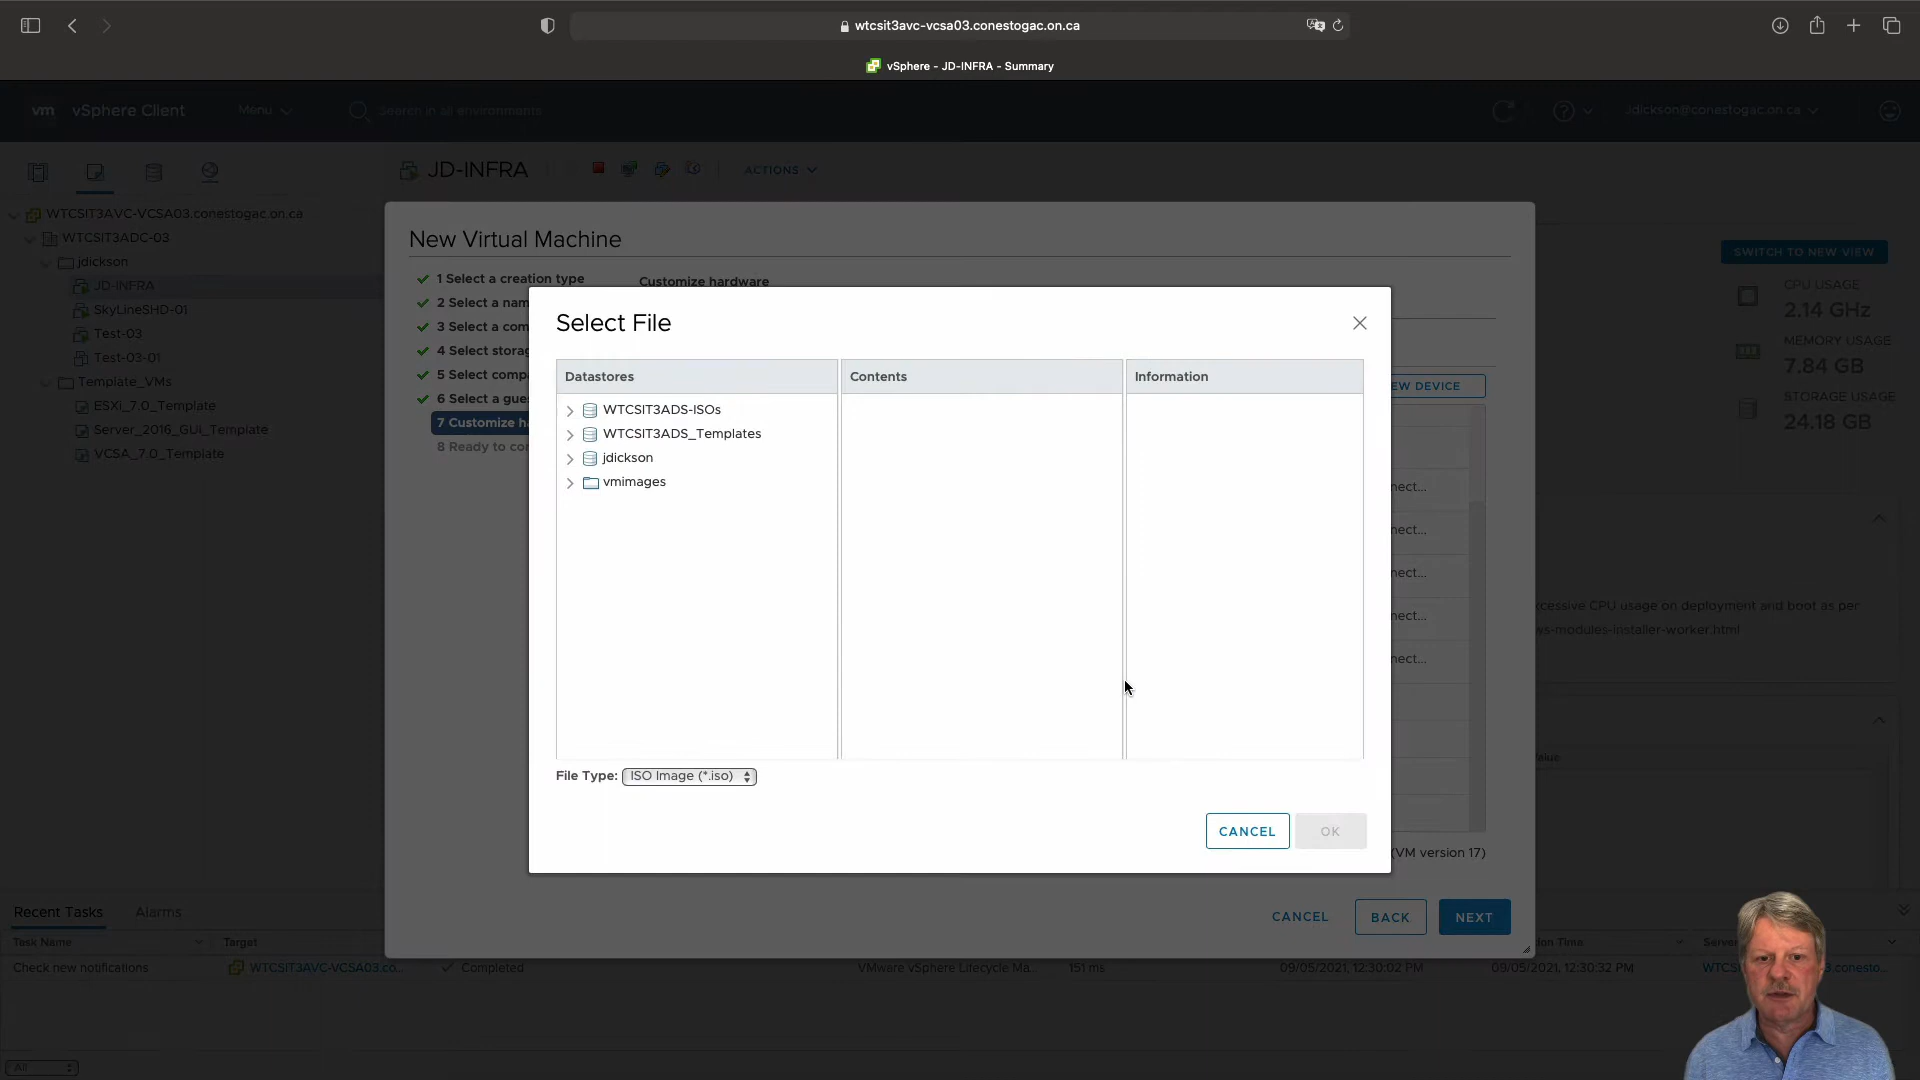 wtcsit3avc-vcsa03.conestogac.on.ca
vSphere - JD-INFRA - Summary
vm vSphere Client
Menu
Search in all environments
jdickson@conestogac.on.ca
JD-INFRA
ACTIONS
WTCSIT3AVC-VCSA03.conestogac.on.ca
WTCSIT3ADC-03
jdickson
JD-INFRA
SkyLineSHD-01
Test-03
Test-03-01
Template_VMs
ESXi_7.0_Template
Server_2016_GUI_Template
VCSA_7.0_Template
SWITCH TO NEW VIEW
CPU USAGE
2.14 GHz
MEMORY USAGE
7.84 GB
STORAGE USAGE
24.18 GB
New Virtual Machine
1 Select a creation type
2 Select a nam
3 Select a com
4 Select storag
5 Select compa
6 Select a gues
7 Customize ha
8 Ready to con
Customize hardware
EW DEVICE
nect...
nect...
nect...
nect...
nect...
xcessive CPU usage on deployment and boot as per
ws-modules-installer-worker.html
alue
(VM version 17)
Select File
Datastores
Contents
Information
WTCSIT3ADS-ISOs
WTCSIT3ADS_Templates
jdickson
vmimages
File Type: ISO Image (*.iso)
CANCEL
OK
CANCEL
BACK
NEXT
Recent Tasks
Alarms
Task Name
Target
ion Time
Server
Check new notifications
WTCSIT3AVC-VCSA03.co...
Completed
VMware vSphere Lifecycle Ma...
151 ms
09/05/2021, 12:30:02 PM
09/05/2021, 12:30:32 PM
WTCS
3.conesto...
All